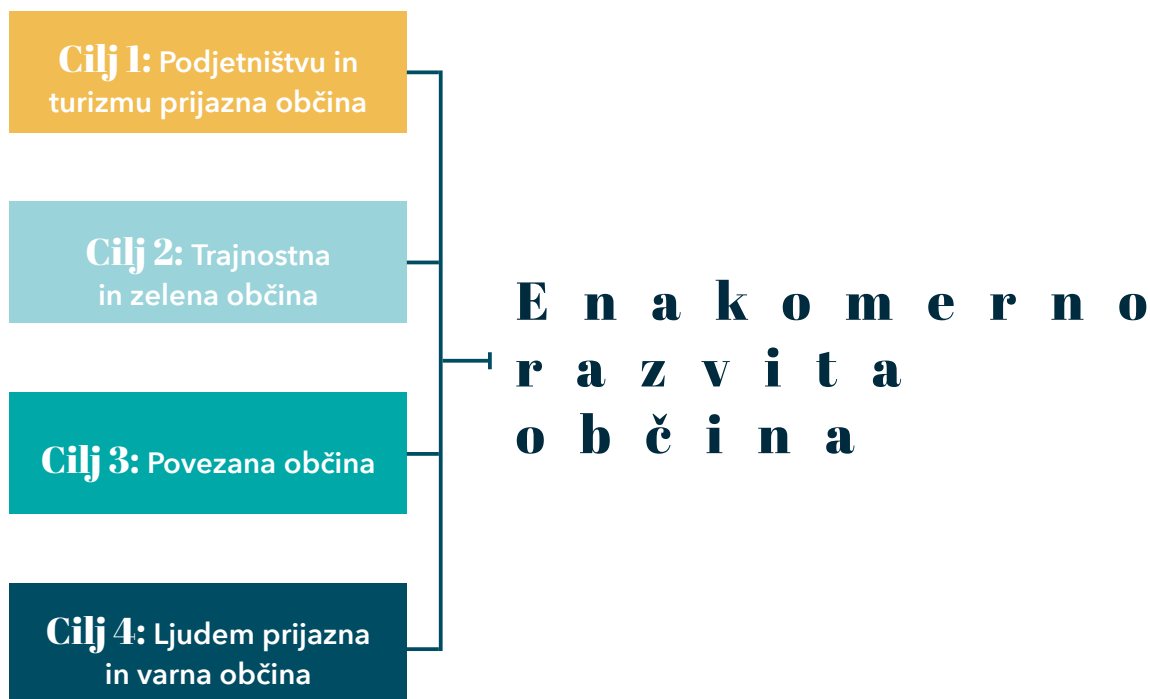 Cilj 1: Podjetništvu in
turizmu prijazna občina
Cilj 2: Trajnostna
in zelena občina
Cilj 3: Povezana občina
Cilj 4: Ljudem prijazna
in varna občina
Enakomerno
razvita
občina